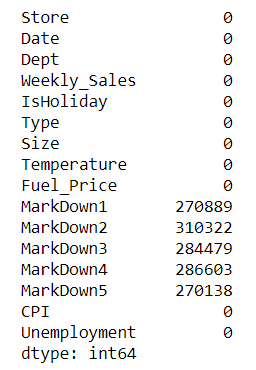 Store 0
Date 0
Dept 0
Weekly_Sales 0
IsHoliday 0
Type 0
Size 0
Temperature 0
Fuel_Price 0
MarkDown1 270889
MarkDown2 310322
MarkDown3 284479
MarkDown4 286603
MarkDown5 270138
CPI 0
Unemployment 0
dtype: int64